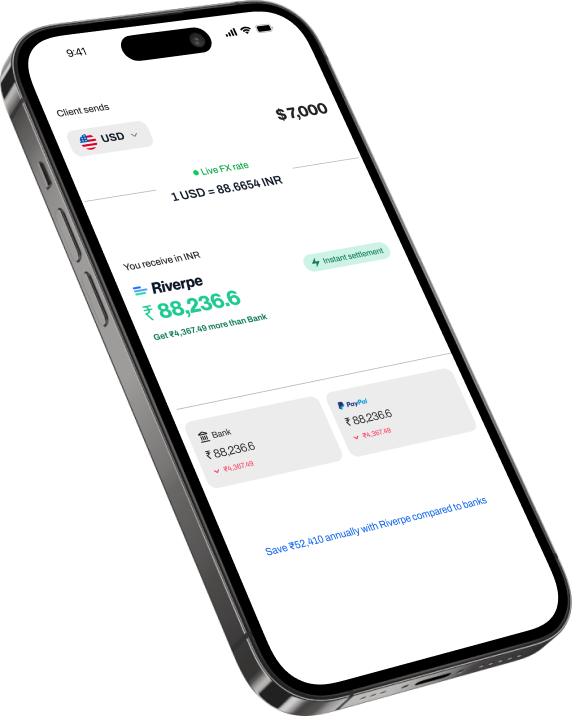 9:41
Client sends
USD
$7,000
Live FX rate
1 USD = 88.6654 INR
You receive in INR
Riverpe
Instant settlement
₹ 88,236.6
Get ₹4,367.49 more than Bank
Bank
₹ 88,236.6
₹4,367.49
PayPal
₹ 88,236.6
₹4,367.49
Save ₹52,410 annually with Riverpe compared to banks